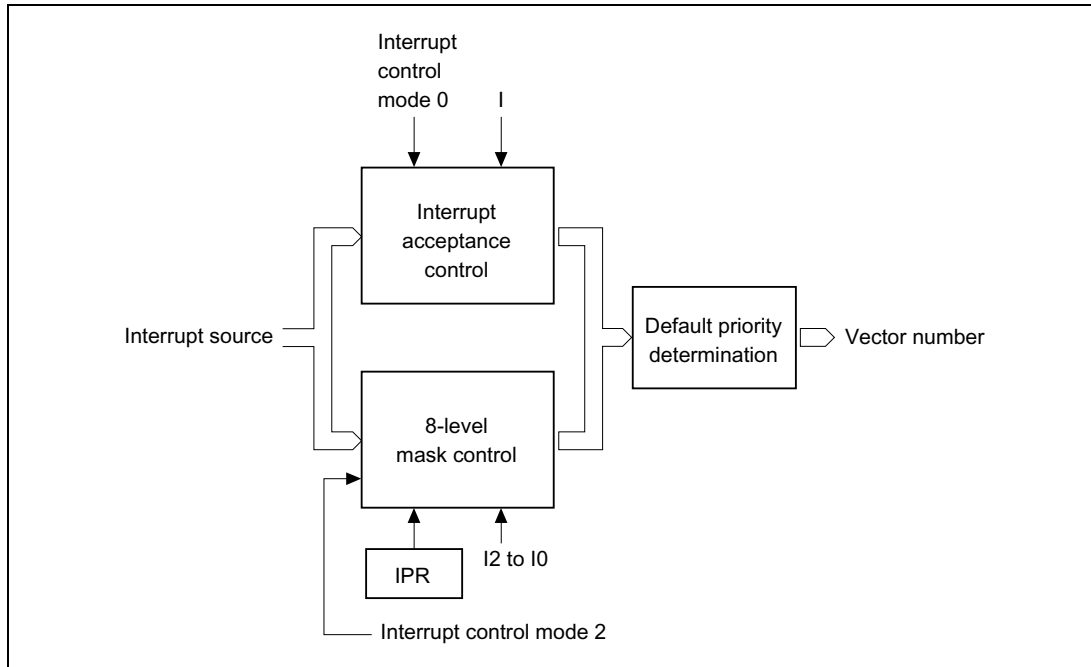 Interrupt
control
mode 0
I
Interrupt
acceptance
control
Interrupt source
Default priority
determination
Vector number
8-level
mask control
IPR
I2 to I0
Interrupt control mode 2